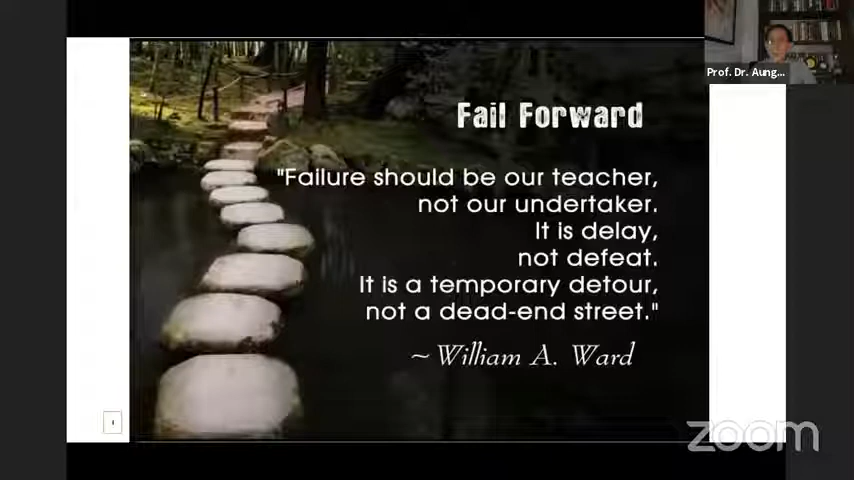 Prof. Dr. Aung...
Fail Forward
"Failure should be our teacher,
not our undertaker.
It is delay,
not defeat.
It is a temporary detour,
not a dead-end street."
~ William A. Ward
zoom